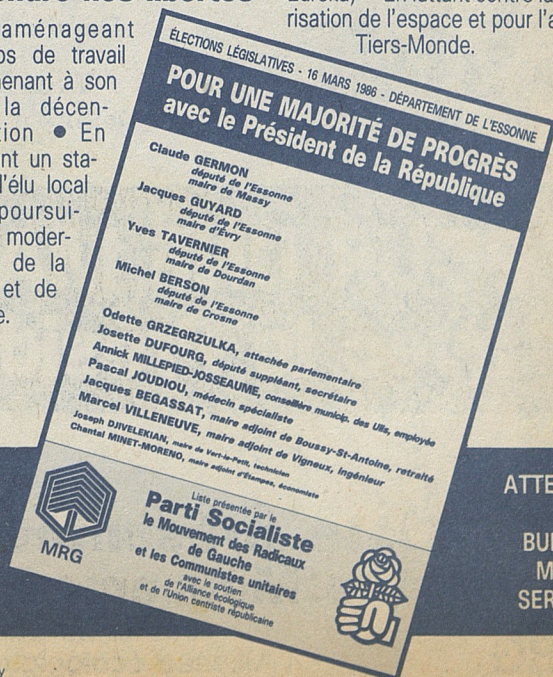 aménageant
ps de travail
enant à son
la décen-
tion ● En
nt un sta-
l'élu local
poursui-
moder-
de la
et de
e.
risation de l'espace et pour l'a
Tiers-Monde.
ÉLECTIONS LÉGISLATIVES - 16 MARS 1986 - DÉPARTEMENT DE L'ESSONNE
POUR UNE MAJORITÉ DE PROGRÈS
avec le Président de la République
Claude GERMON
député de l'Essonne
maire de Massy
Jacques GUYARD
député de l'Essonne
maire d'Évry
Yves TAVERNIER
député de l'Essonne
maire de Dourdan
Michel BERSON
député de l'Essonne
maire de Crosne
Odette GRZEGRZULKA, attachée parlementaire
Josette DUFOURG, député suppléant, secrétaire
Annick MILLEPIED-JOSSEAUME, conseillère municip. des Ulis, employée
Pascal JOUDIOU, médecin spécialiste
Jacques BEGASSAT, maire adjoint de Boussy-St-Antoine, retraité
Marcel VILLENEUVE, maire adjoint de Vigneux, ingénieur
Joseph DJIVELEKIAN, maire de Vert-le-Petit, technicien
Chantal MINET-MORENO, maire adjoint d'Étampes, économiste
Liste présentée par le
Parti Socialiste
le Mouvement des Radicaux
de Gauche
et les Communistes unitaires
avec le soutien
de l'Alliance écologique
et de l'Union centriste républicaine
MRG
ATTE
BU
M
SER